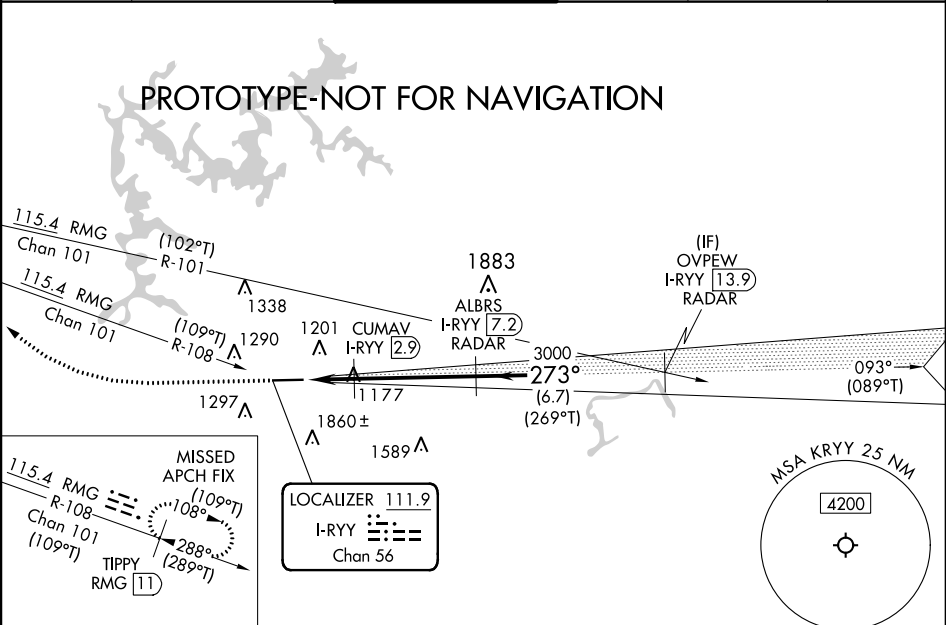 PROTOTYPE-NOT FOR NAVIGATION
115.4 RMG
Chan 101
(102°T)
R-101
115.4 RMG
Chan 101
(109°T)
R-108
1338
1290
1201
1297
CUMAV
I-RYY 2.9
1177
1860±
1589
1883
ALBRS
I-RYY 7.2
RADAR
(IF)
OVPEW
I-RYY 13.9
RADAR
3000
273°
(6.7)
(269°T)
093°
(089°T)
MISSED
APCH FIX
115.4 RMG
R-108
Chan 101
(109°T)
(109°T)
108°
288°
(289°T)
TIPPY
RMG 11
LOCALIZER 111.9
I-RYY
Chan 56
MSA KRYY 25 NM
4200